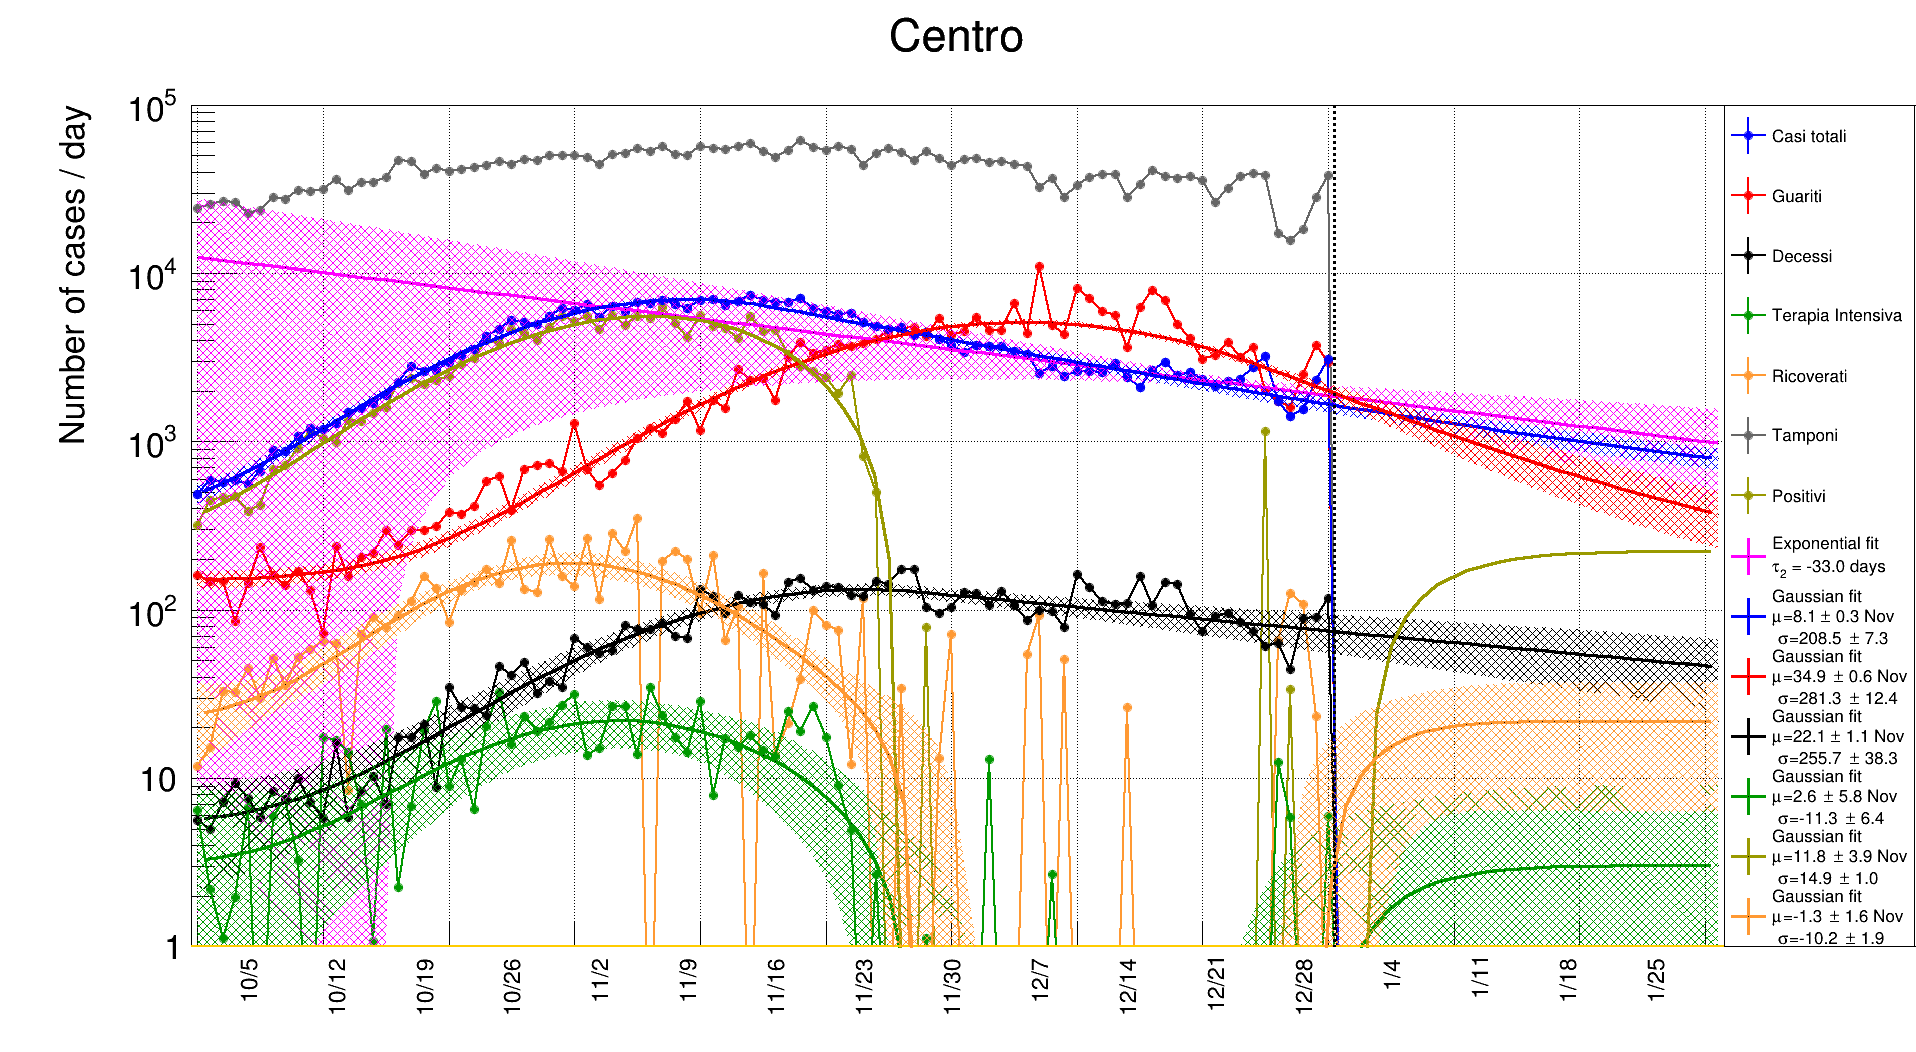 Centro
Number of cases / day
10^5
10^4
10^3
10^2
10
1
10/5
10/12
10/19
10/26
11/2
11/9
11/16
11/23
11/30
12/7
12/14
12/21
12/28
1/4
1/11
1/18
1/25
Casi totali
Guariti
Decessi
Terapia Intensiva
Ricoverati
Tamponi
Positivi
Exponential fit
τ2 = -33.0 days
Gaussian fit
μ=8.1 ± 0.3 Nov
σ=208.5 ± 7.3
Gaussian fit
μ=34.9 ± 0.6 Nov
σ=281.3 ± 12.4
Gaussian fit
μ=22.1 ± 1.1 Nov
σ=255.7 ± 38.3
Gaussian fit
μ=2.6 ± 5.8 Nov
σ=-11.3 ± 6.4
Gaussian fit
μ=11.8 ± 3.9 Nov
σ=14.9 ± 1.0
Gaussian fit
μ=-1.3 ± 1.6 Nov
σ=-10.2 ± 1.9